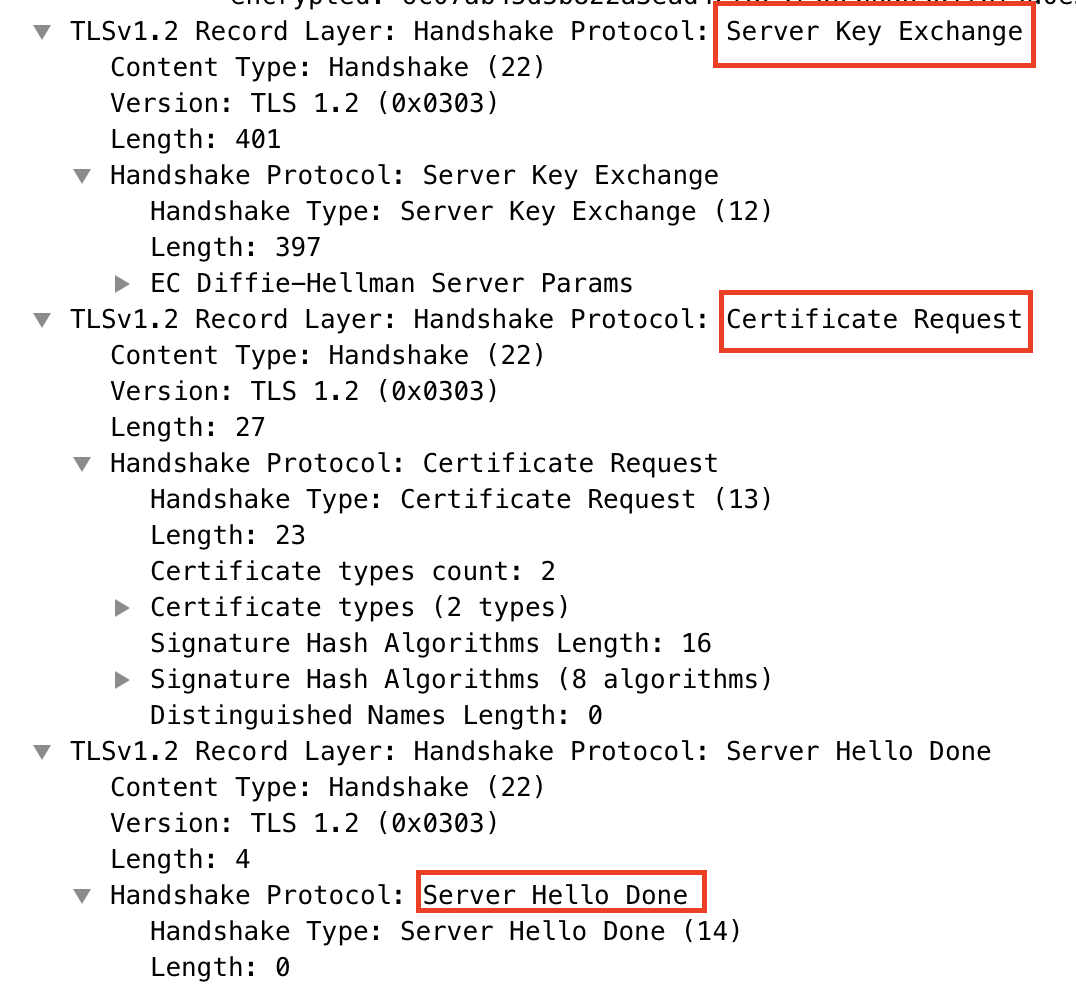 TLSv1.2 Record Layer: Handshake Protocol: Server Key Exchange
Content Type: Handshake (22)
Version: TLS 1.2 (0x0303)
Length: 401
Handshake Protocol: Server Key Exchange
Handshake Type: Server Key Exchange (12)
Length: 397
EC Diffie–Hellman Server Params
TLSv1.2 Record Layer: Handshake Protocol: Certificate Request
Content Type: Handshake (22)
Version: TLS 1.2 (0x0303)
Length: 27
Handshake Protocol: Certificate Request
Handshake Type: Certificate Request (13)
Length: 23
Certificate types count: 2
Certificate types (2 types)
Signature Hash Algorithms Length: 16
Signature Hash Algorithms (8 algorithms)
Distinguished Names Length: 0
TLSv1.2 Record Layer: Handshake Protocol: Server Hello Done
Content Type: Handshake (22)
Version: TLS 1.2 (0x0303)
Length: 4
Handshake Protocol: Server Hello Done
Handshake Type: Server Hello Done (14)
Length: 0